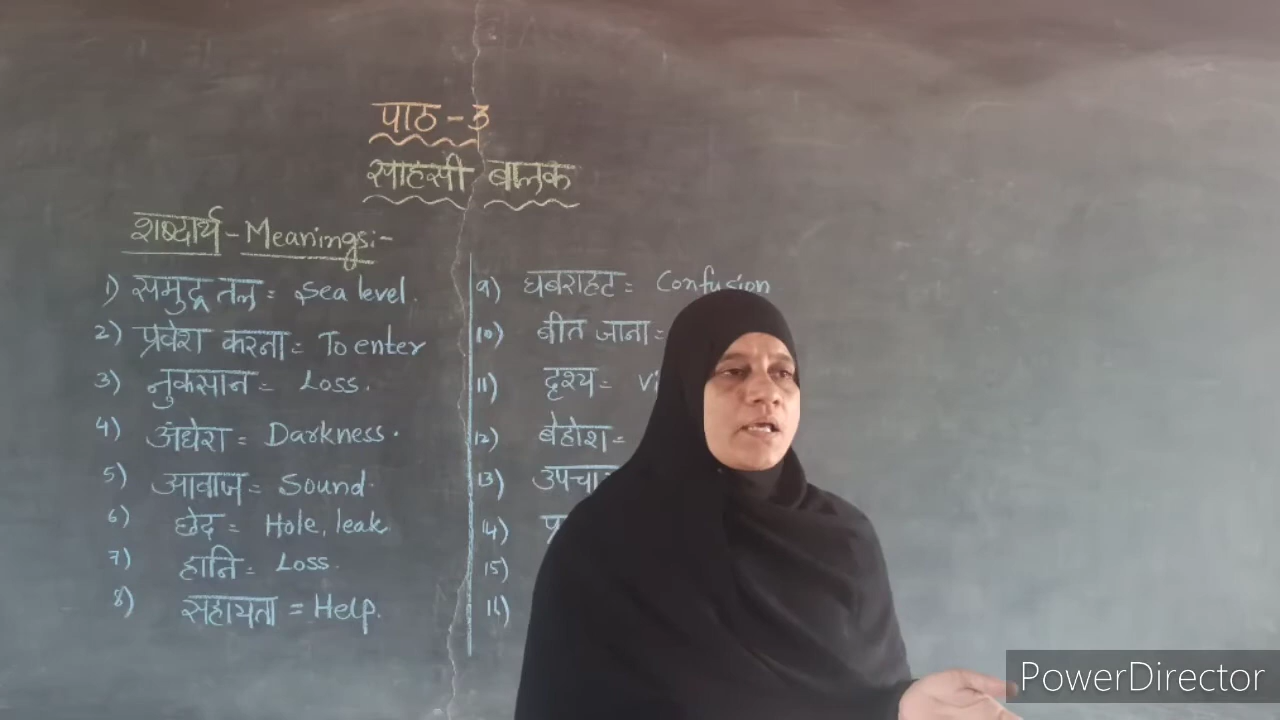 पाठ - 3
साहसी बालक
शब्दार्थ - Meanings:-
1) समुद्र तल = Sea level.
2) प्रवेश करना = To enter
3) नुकसान = Loss.
4) अंधेरा = Darkness.
5) आवाज = Sound.
6) छेद = Hole, leak
7) हानि = Loss.
8) सहायता = Help.
9) घबराहट = Confusion
10) बीत जाना =
11) दृश्य =
12) बेहोश =
13)
14)
15)
16)
PowerDirector